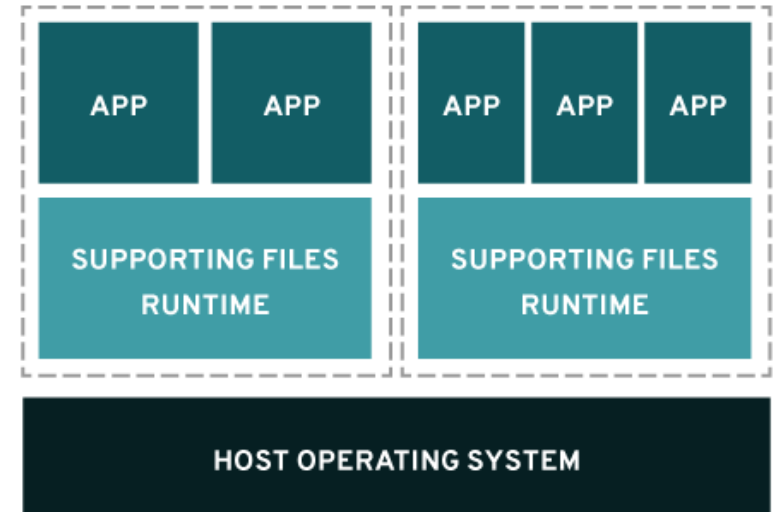 APP
APP
APP
APP
APP
SUPPORTING FILES
RUNTIME
SUPPORTING FILES
RUNTIME
HOST OPERATING SYSTEM